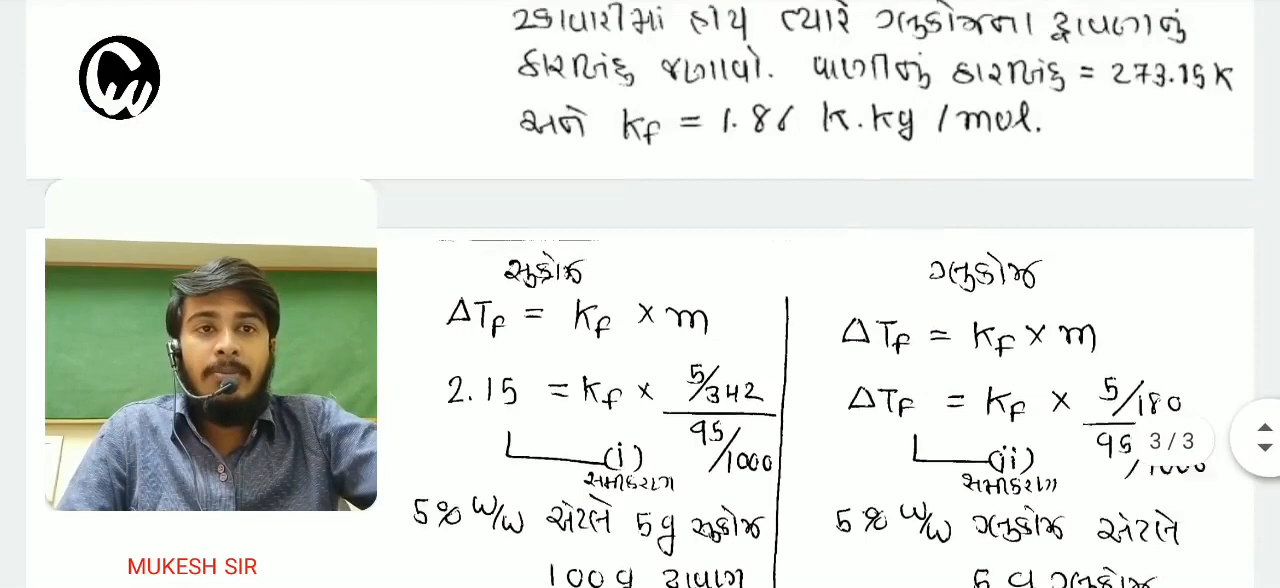 ટકાવારીમાં હોય ત્યારે ગ્લુકોઝના દ્રાવણનું
ઠારબિંદુ જણાવો. પાણીનું ઠારબિંદુ = 273.15 K
અને Kf = 1.86 K.Kg / mol.
સુક્રોઝ
ΔTf = Kf × m
2.15 = Kf × 5/342
95/1000
(i)
સમીકરણ
5% W/W એટલે 5g સુક્રોઝ
100 g દ્રાવણ
ગ્લુકોઝ
ΔTf = Kf × m
ΔTf = Kf × 5/180
95
/1000
(ii)
સમીકરણ
5% W/W ગ્લુકોઝ એટલે
5 g ગ્લુકોઝ
3/3
MUKESH SIR